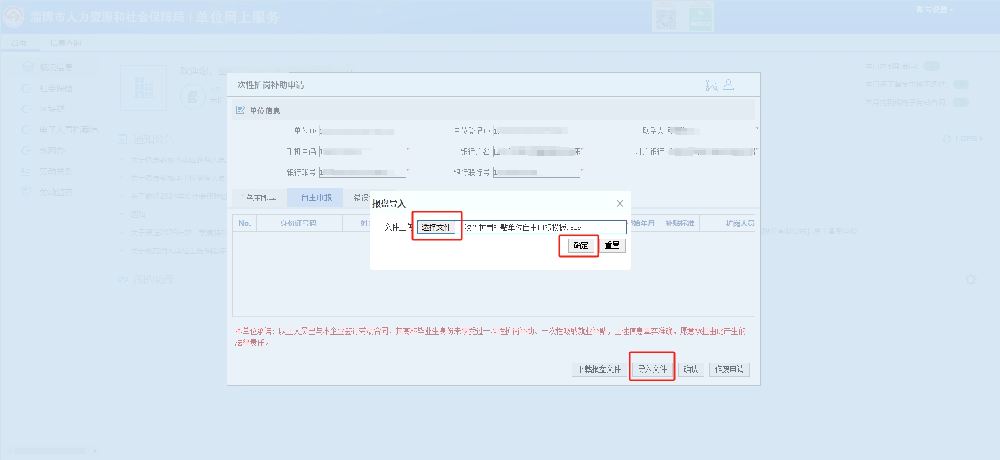 淄博市人力资源和社会保障局 | 单位网上服务
账号设置
首页 信息查询
概况信息
社会保险
区块链
电子人事档案信
新网办
劳动关系
劳动监察
欢迎您，
4条
未提
本月内到期合同： 0
本月用工备案审核不通过： 0
本月内到期电子劳动合同： 0
通知公告
MORE
关于派员参加本单位参保人员
关于派员参加本单位参保人员
关于做好2024年度社会保险
通知
关于报送2025年第一季度特殊
关于规范用人单位工伤保险待
股份有限公司】用工备案申报
我的功能
一次性扩岗补助申请
单位信息
单位ID 单位登记ID 联系人 *
手机号码 * 银行户名 * 开户银行 *
银行账号 * 银行联行号 *
免审即享 自主申报 错误
No. 身份证号码 姓 始年月 补贴标准 扩岗人员
报盘导入
文件上传 选择文件 一次性扩岗补贴单位自主申报模板.xls *
确定 重置
本单位承诺：以上人员已与本企业签订劳动合同，其高校毕业生身份未享受过一次性扩岗补助、一次性吸纳就业补贴，上述信息真实准确，愿意承担由此产生的
法律责任。
下载报盘文件 导入文件 确认 作废申请